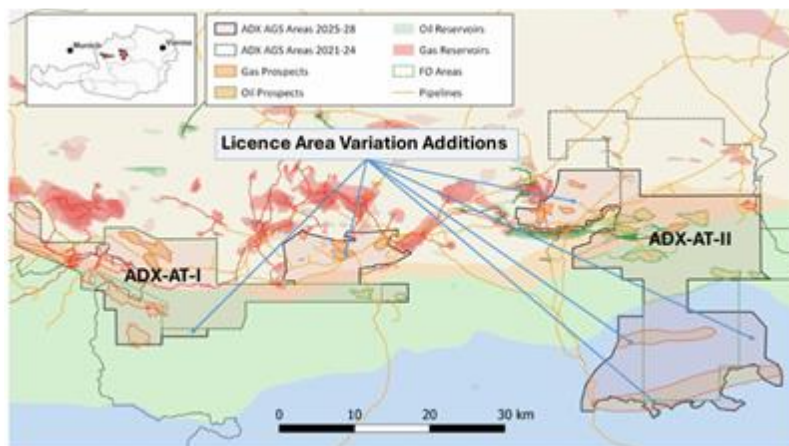 Munich
Vienna
ADX AGS Areas 2025-28
ADX AGS Areas 2021-24
Gas Prospects
Oil Prospects
Oil Reservoirs
Gas Reservoirs
FO Areas
Pipelines
Licence Area Variation Additions
ADX-AT-I
ADX-AT-II
0 10 20 30 km